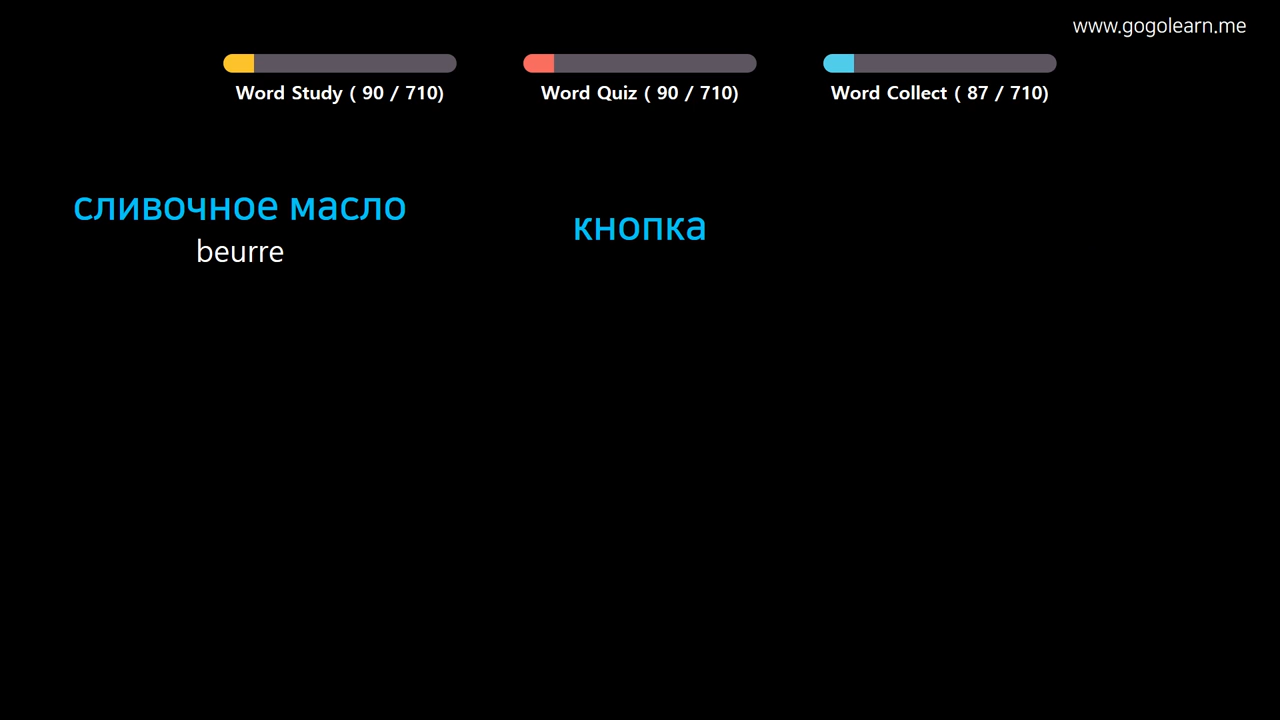 www.gogolearn.me
Word Study ( 90 / 710)
Word Quiz ( 90 / 710)
Word Collect ( 87 / 710)
сливочное масло
beurre
кнопка